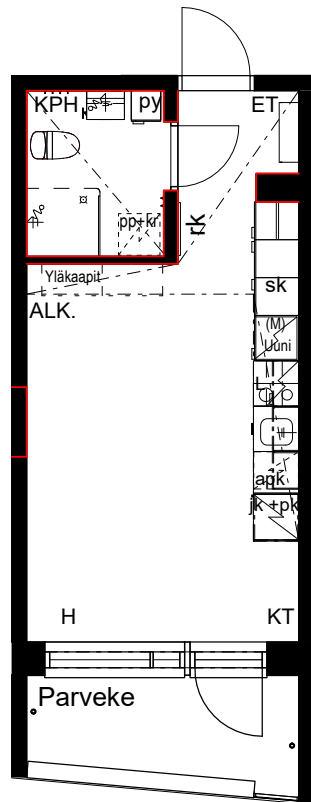 KPH
py
ET
pp+kr
rk
Yläkaapit
sk
ALK.
(M)
Uuni
L
apk
jk +pk
H
KT
Parveke